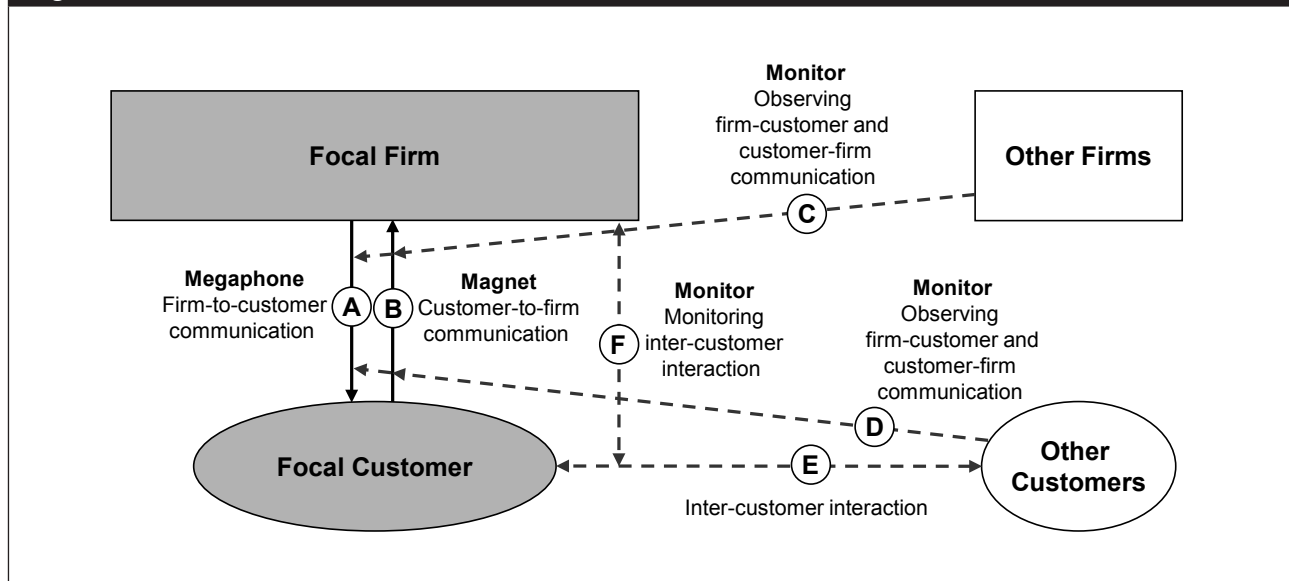 Monitor
Observing
firm-customer and
customer-firm
communication
Focal Firm
Other Firms
C
Megaphone
Firm-to-customer
communication
A
B
Magnet
Customer-to-firm
communication
Monitor
Monitoring
inter-customer
interaction
F
Monitor
Observing
firm-customer and
customer-firm
communication
D
Focal Customer
E
Other
Customers
Inter-customer interaction